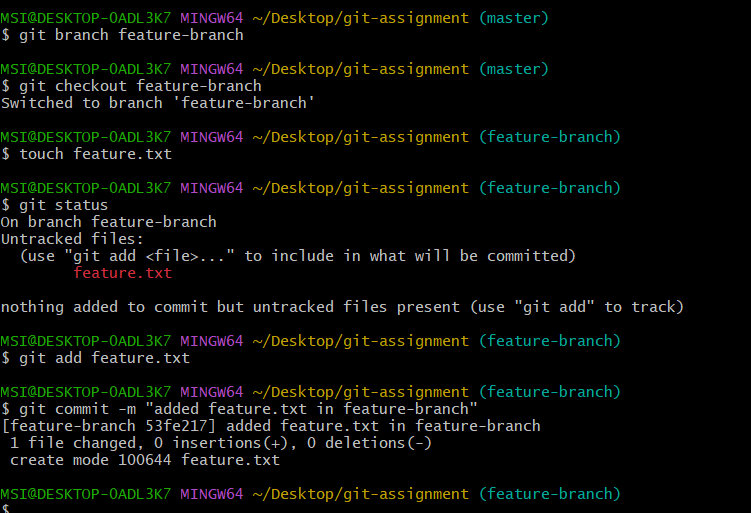 MSI@DESKTOP-OADL3K7 MINGW64 ~/Desktop/git-assignment (master)
$ git branch feature-branch
MSI@DESKTOP-OADL3K7 MINGW64 ~/Desktop/git-assignment (master)
$ git checkout feature-branch
Switched to branch 'feature-branch'
MSI@DESKTOP-OADL3K7 MINGW64 ~/Desktop/git-assignment (feature-branch)
$ touch feature.txt
MSI@DESKTOP-OADL3K7 MINGW64 ~/Desktop/git-assignment (feature-branch)
$ git status
On branch feature-branch
Untracked files:
  (use "git add <file>..." to include in what will be committed)
        feature.txt
nothing added to commit but untracked files present (use "git add" to track)
MSI@DESKTOP-OADL3K7 MINGW64 ~/Desktop/git-assignment (feature-branch)
$ git add feature.txt
MSI@DESKTOP-OADL3K7 MINGW64 ~/Desktop/git-assignment (feature-branch)
$ git commit -m "added feature.txt in feature-branch"
[feature-branch 53fe217] added feature.txt in feature-branch
 1 file changed, 0 insertions(+), 0 deletions(-)
 create mode 100644 feature.txt
MSI@DESKTOP-OADL3K7 MINGW64 ~/Desktop/git-assignment (feature-branch)
$